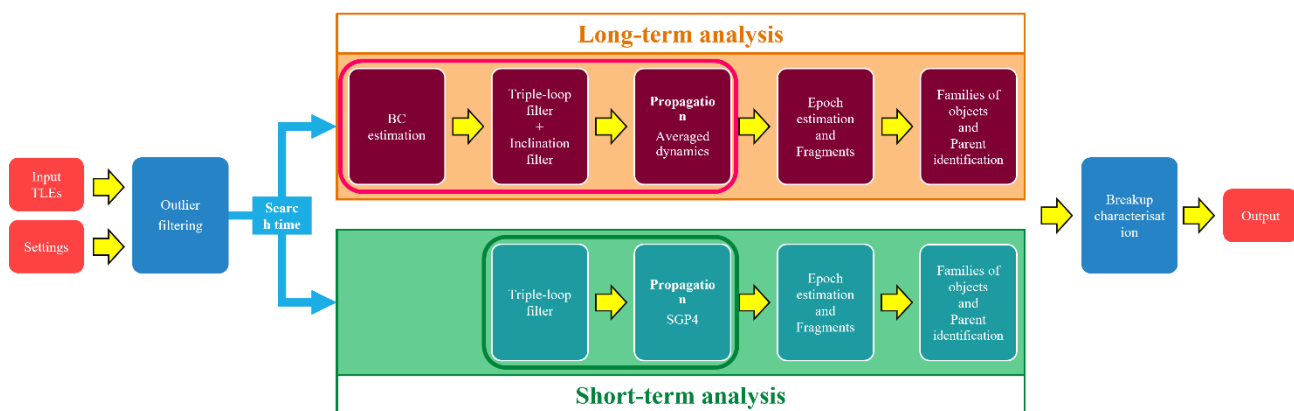 Long-term analysis
Input
TLEs
Settings
Outlier
filtering
Searc
h time
BC
estimation
Triple-loop
filter
+
Inclination
filter
Propagatio
n
Averaged
dynamics
Epoch
estimation
and
Fragments
Families of
objects
and
Parent
identification
Triple-loop
filter
Propagatio
n
SGP4
Epoch
estimation
and
Fragments
Families of
objects
and
Parent
identification
Short-term analysis
Breakup
characterisat
ion
Output